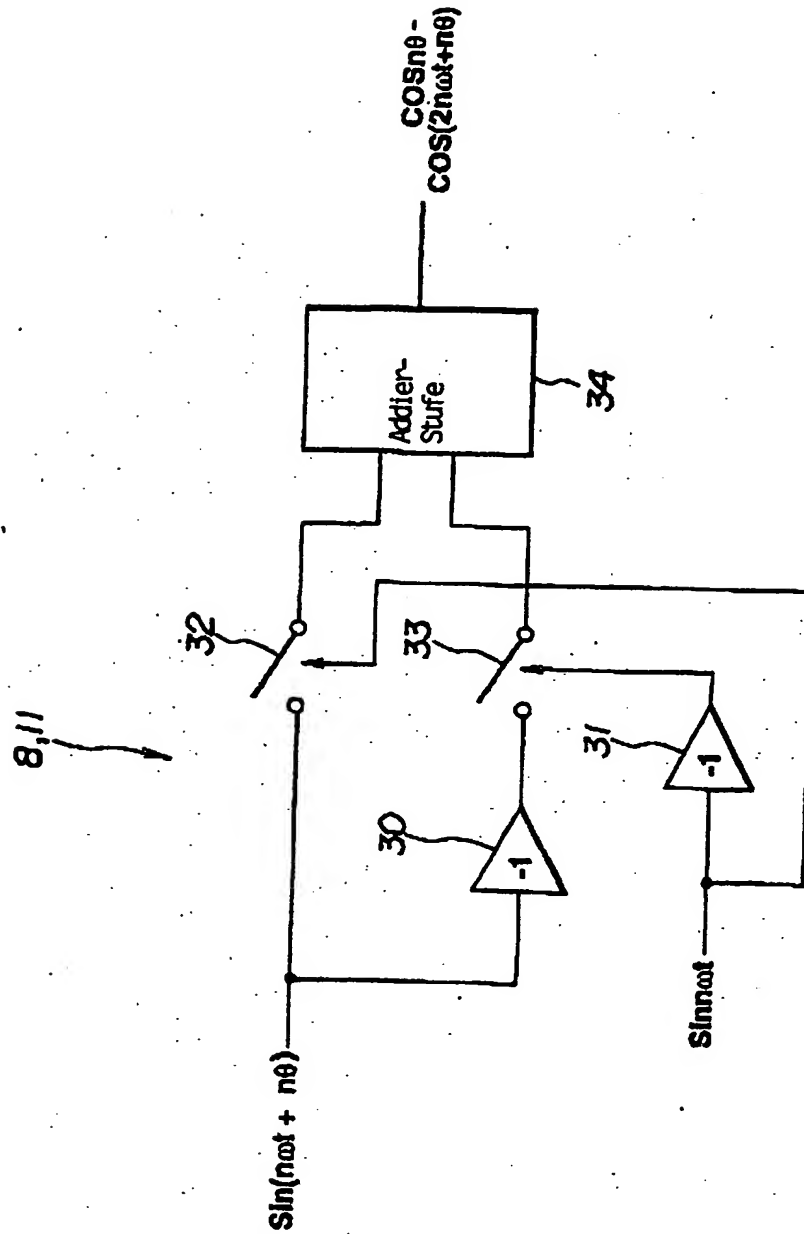 8,11
32
Sin(nωt + nθ)
33
30
-1
Addier-
Stufe
34
COSnθ -
COS(2nωt+nθ)
31
-1
Sinnωt